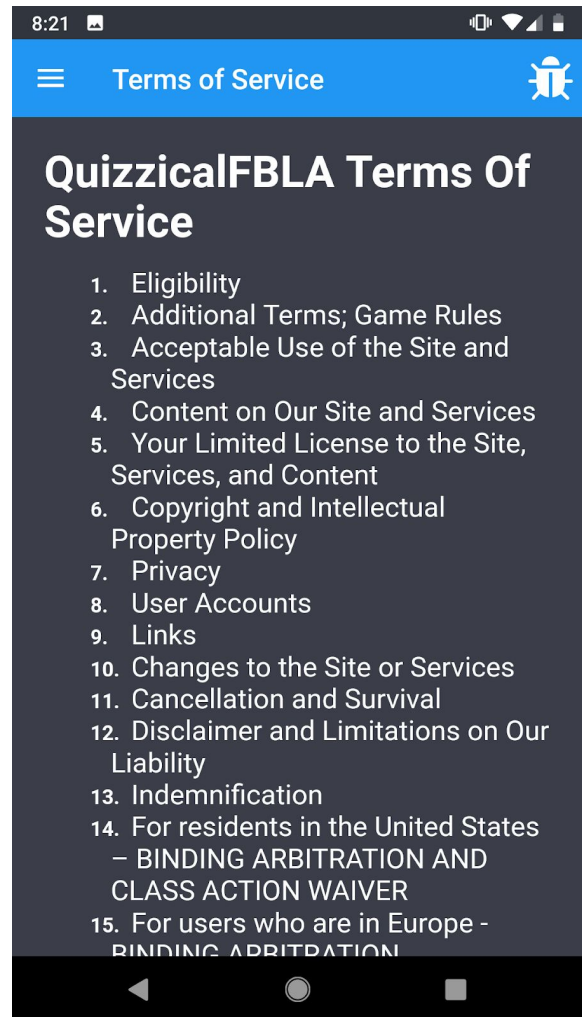 8:21
Terms of Service
QuizzicalFBLA Terms Of
Service
1. Eligibility
2. Additional Terms; Game Rules
3. Acceptable Use of the Site and
Services
4. Content on Our Site and Services
5. Your Limited License to the Site,
Services, and Content
6. Copyright and Intellectual
Property Policy
7. Privacy
8. User Accounts
9. Links
10. Changes to the Site or Services
11. Cancellation and Survival
12. Disclaimer and Limitations on Our
Liability
13. Indemnification
14. For residents in the United States
– BINDING ARBITRATION AND
CLASS ACTION WAIVER
15. For users who are in Europe -
BINDING ARBITRATION